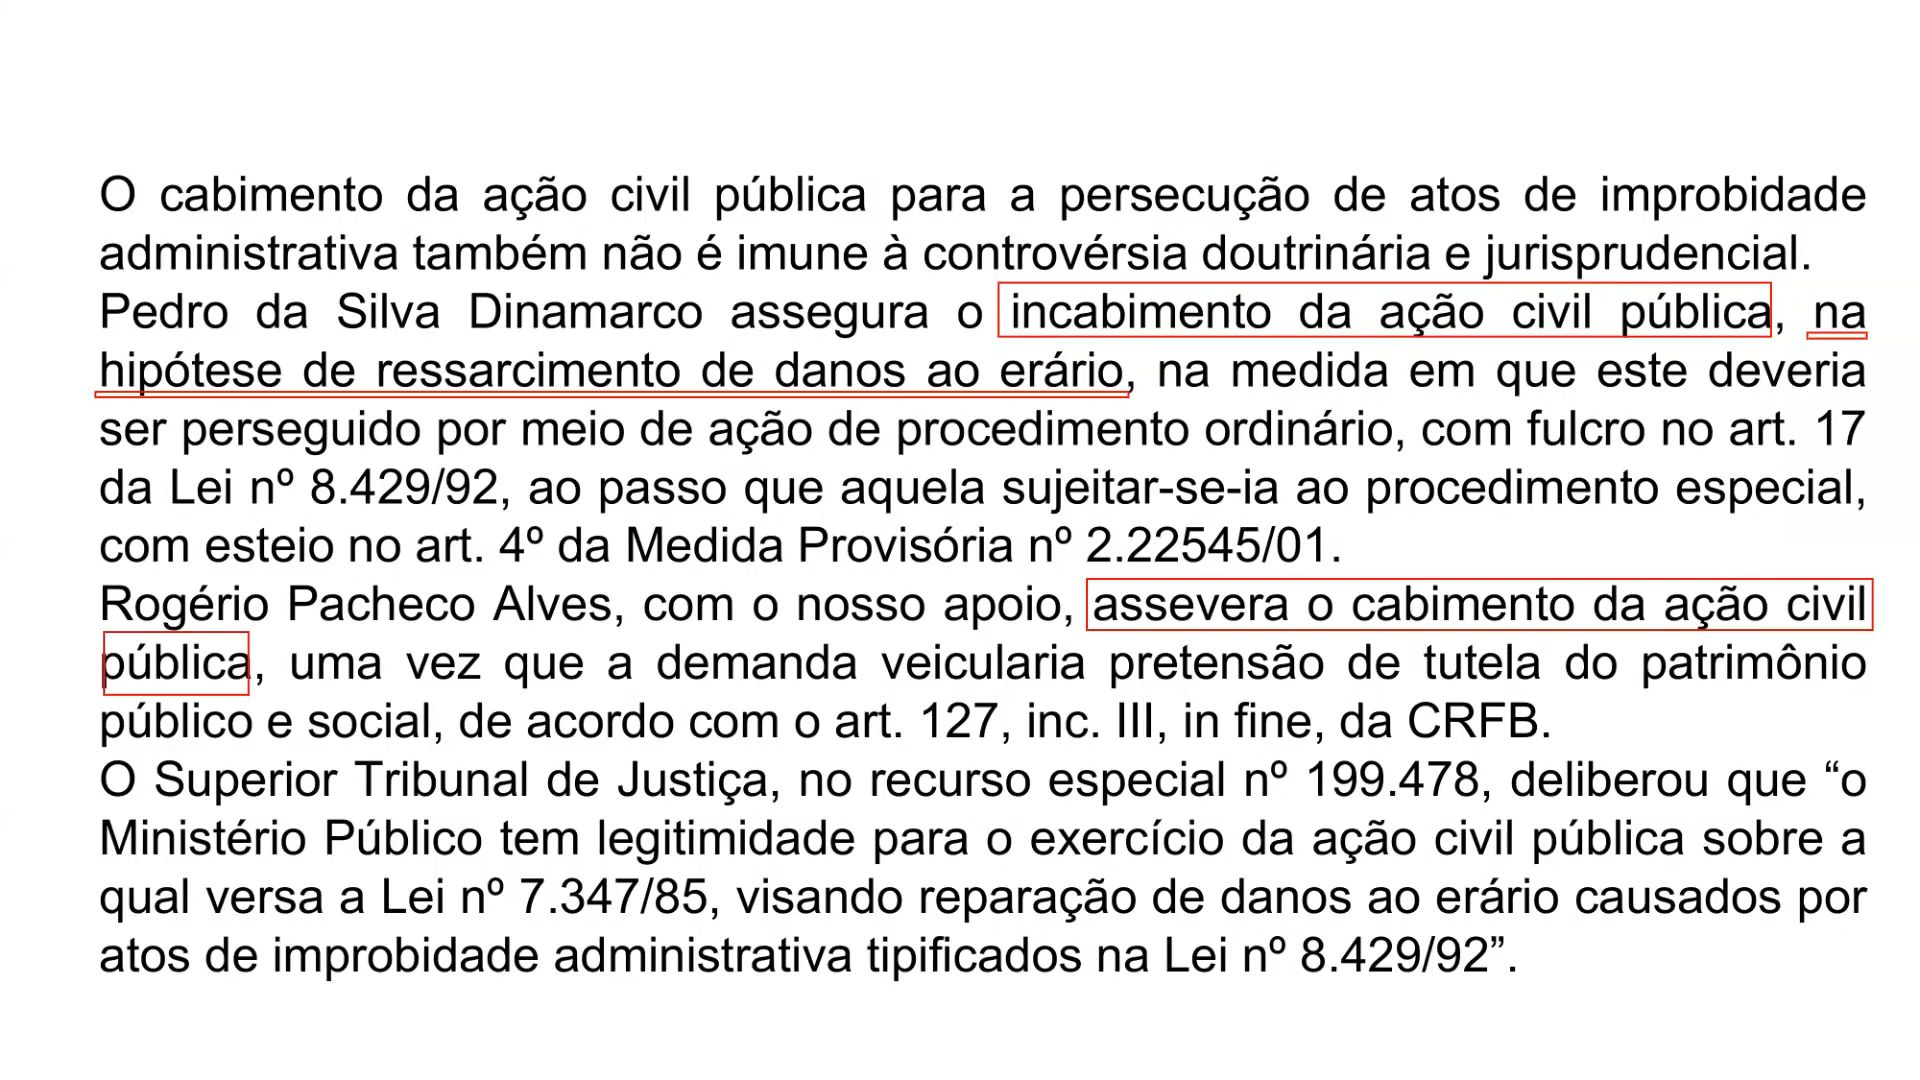 O cabimento da ação civil pública para a persecução de atos de improbidade
administrativa também não é imune à controvérsia doutrinária e jurisprudencial.
Pedro da Silva Dinamarco assegura o incabimento da ação civil pública, na
hipótese de ressarcimento de danos ao erário, na medida em que este deveria
ser perseguido por meio de ação de procedimento ordinário, com fulcro no art. 17
da Lei nº 8.429/92, ao passo que aquela sujeitar-se-ia ao procedimento especial,
com esteio no art. 4º da Medida Provisória nº 2.22545/01.
Rogério Pacheco Alves, com o nosso apoio, assevera o cabimento da ação civil
pública, uma vez que a demanda veicularia pretensão de tutela do patrimônio
público e social, de acordo com o art. 127, inc. III, in fine, da CRFB.
O Superior Tribunal de Justiça, no recurso especial nº 199.478, deliberou que “o
Ministério Público tem legitimidade para o exercício da ação civil pública sobre a
qual versa a Lei nº 7.347/85, visando reparação de danos ao erário causados por
atos de improbidade administrativa tipificados na Lei nº 8.429/92”.